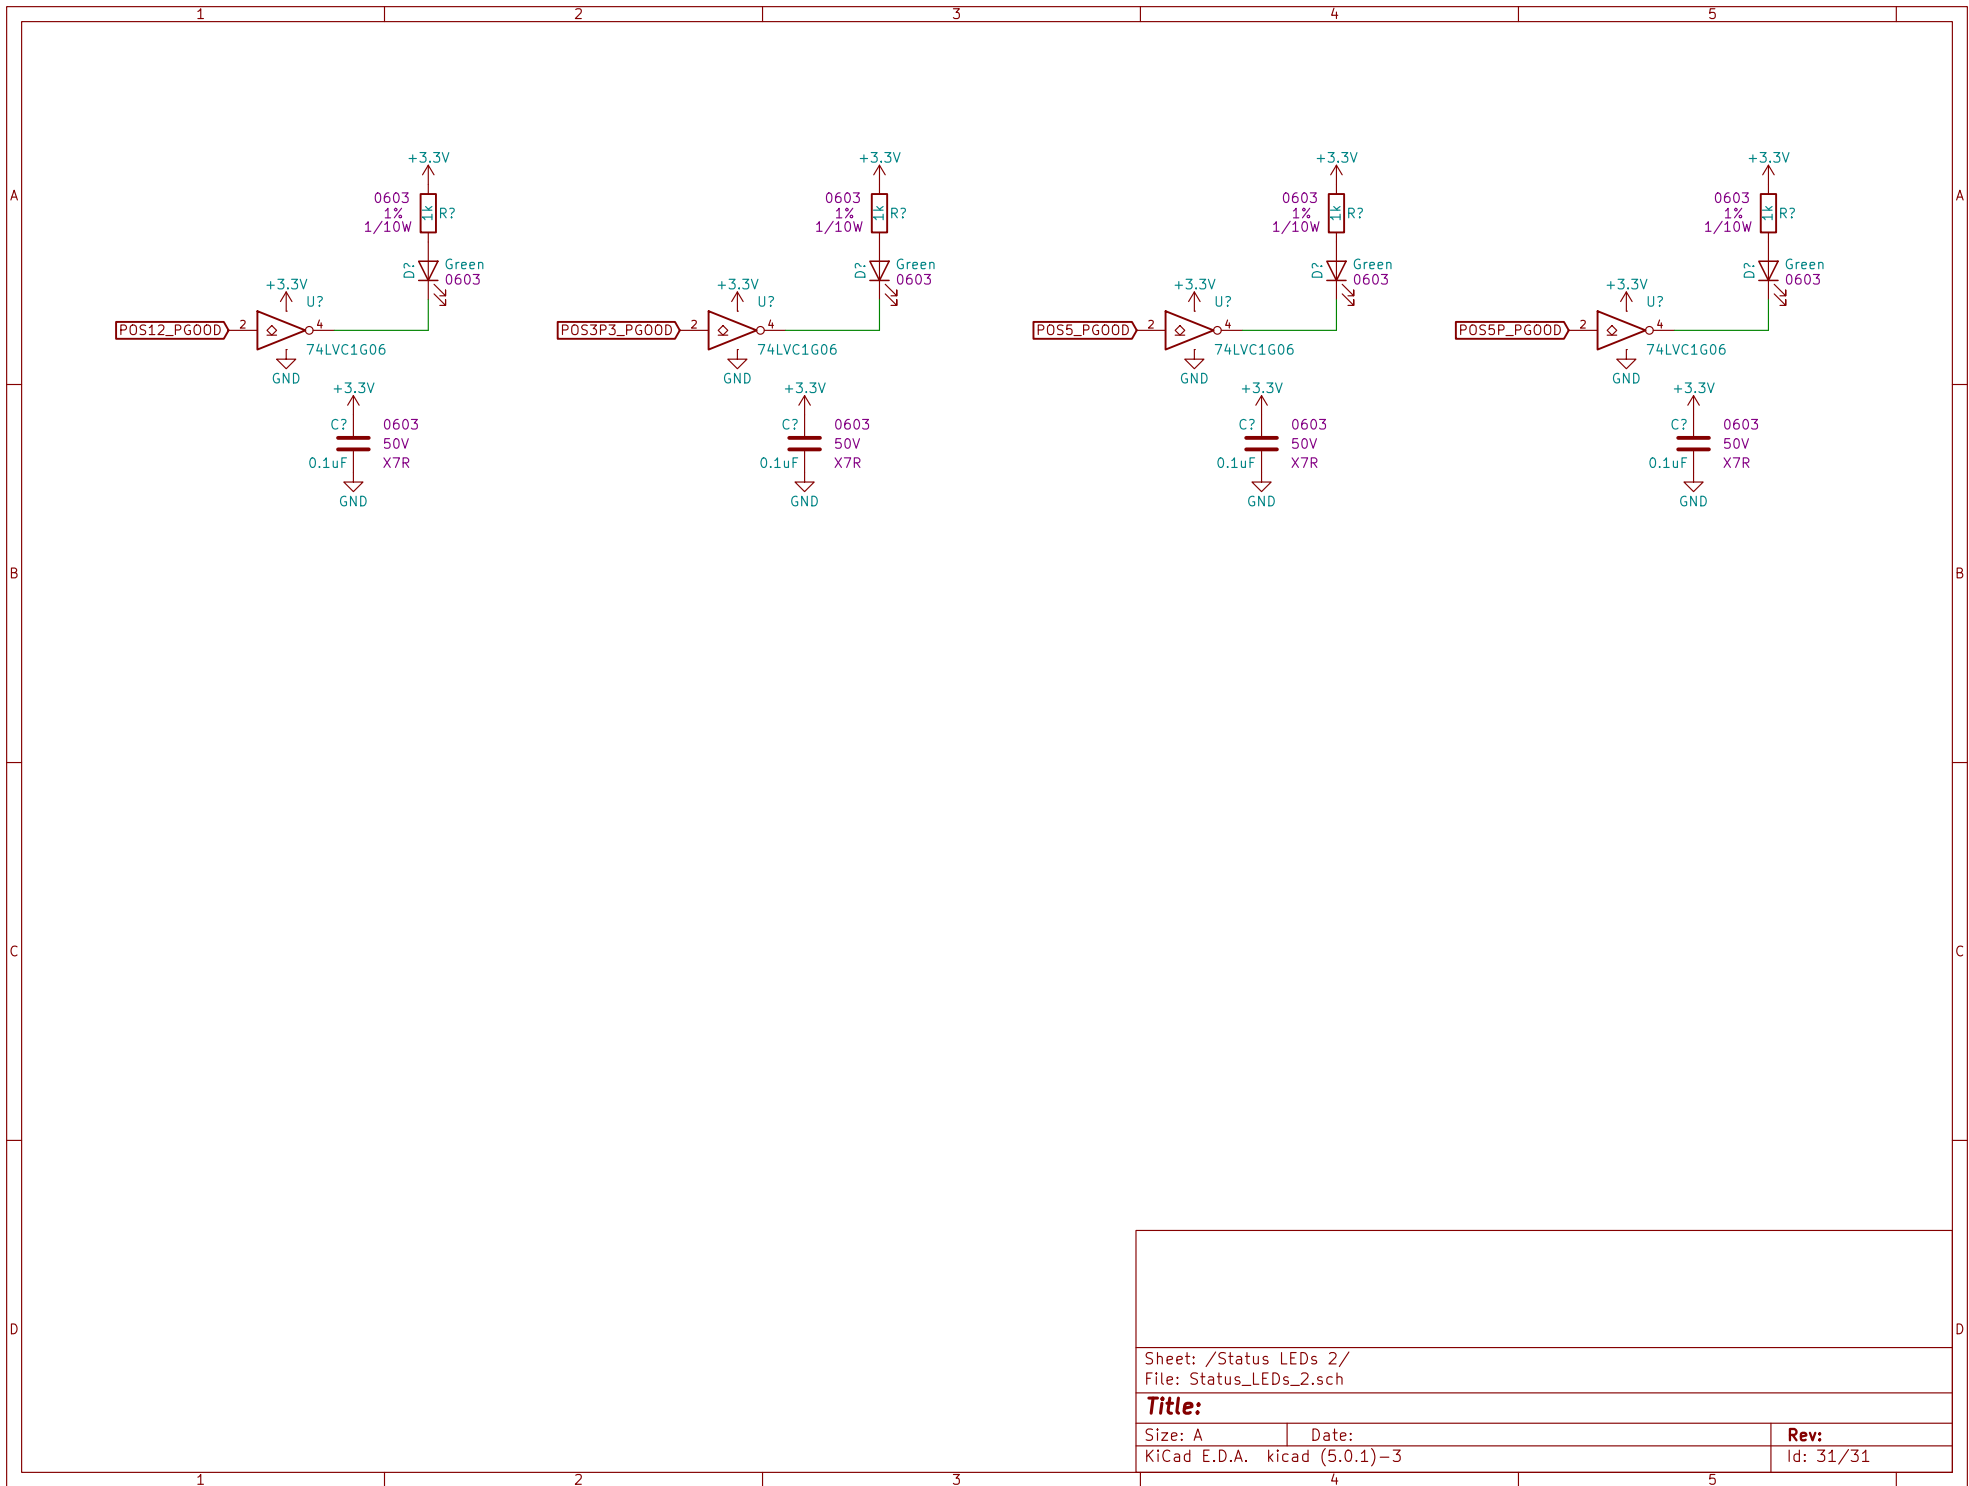 1 2 3 4 5
+3.3V +3.3V +3.3V +3.3V
A A
0603 0603 0603 0603
1% 1k R? 1% 1k R? 1% 1k R? 1% 1k R?
1/10W 1/10W 1/10W 1/10W
D? Green D? Green D? Green D? Green
0603 0603 0603 0603
+3.3V +3.3V +3.3V +3.3V
U? U? U? U?
POS12_PGOOD 2 4 POS3P3_PGOOD 2 4 POS5_PGOOD 2 4 POS5P_PGOOD 2 4
74LVC1G06 74LVC1G06 74LVC1G06 74LVC1G06
GND GND GND GND
+3.3V +3.3V +3.3V +3.3V
C? 0603 C? 0603 C? 0603 C? 0603
50V 50V 50V 50V
0.1uF X7R 0.1uF X7R 0.1uF X7R 0.1uF X7R
GND GND GND GND
B B
C C
D D
Sheet: /Status LEDs 2/
File: Status_LEDs_2.sch
Title:
Size: A Date: Rev:
KiCad E.D.A. kicad (5.0.1)-3 Id: 31/31
1 2 3 4 5